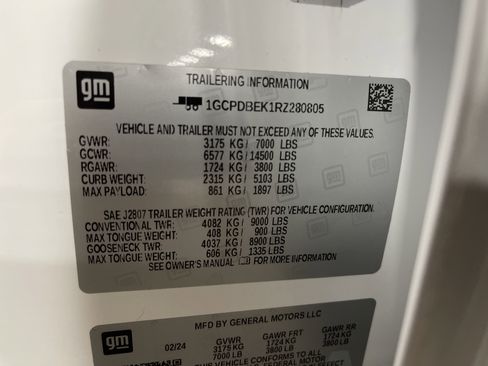 gm
TRAILERING INFORMATION
1GCPDBEK1RZ280805
VEHICLE AND TRAILER MUST NOT EXCEED ANY OF THESE VALUES.
GVWR: 3175 KG / 7000 LBS
GCWR: 6577 KG / 14500 LBS
RGAWR: 1724 KG / 3800 LBS
CURB WEIGHT: 2315 KG / 5103 LBS
MAX PAYLOAD: 861 KG / 1897 LBS
SAE J2807 TRAILER WEIGHT RATING (TWR) FOR VEHICLE CONFIGURATION.
CONVENTIONAL TWR: 4082 KG / 9000 LBS
MAX TONGUE WEIGHT: 408 KG / 900 LBS
GOOSENECK TWR: 4037 KG / 8900 LBS
MAX TONGUE WEIGHT: 606 KG / 1335 LBS
SEE OWNER'S MANUAL FOR MORE INFORMATION
gm
MFD BY GENERAL MOTORS LLC
02/24 GVWR GAWR FRT GAWR RR
3175 KG 1724 KG 1724 KG
7000 LB 3800 LB 3800 LB
THIS VEHICLE CONFORMS TO ALL